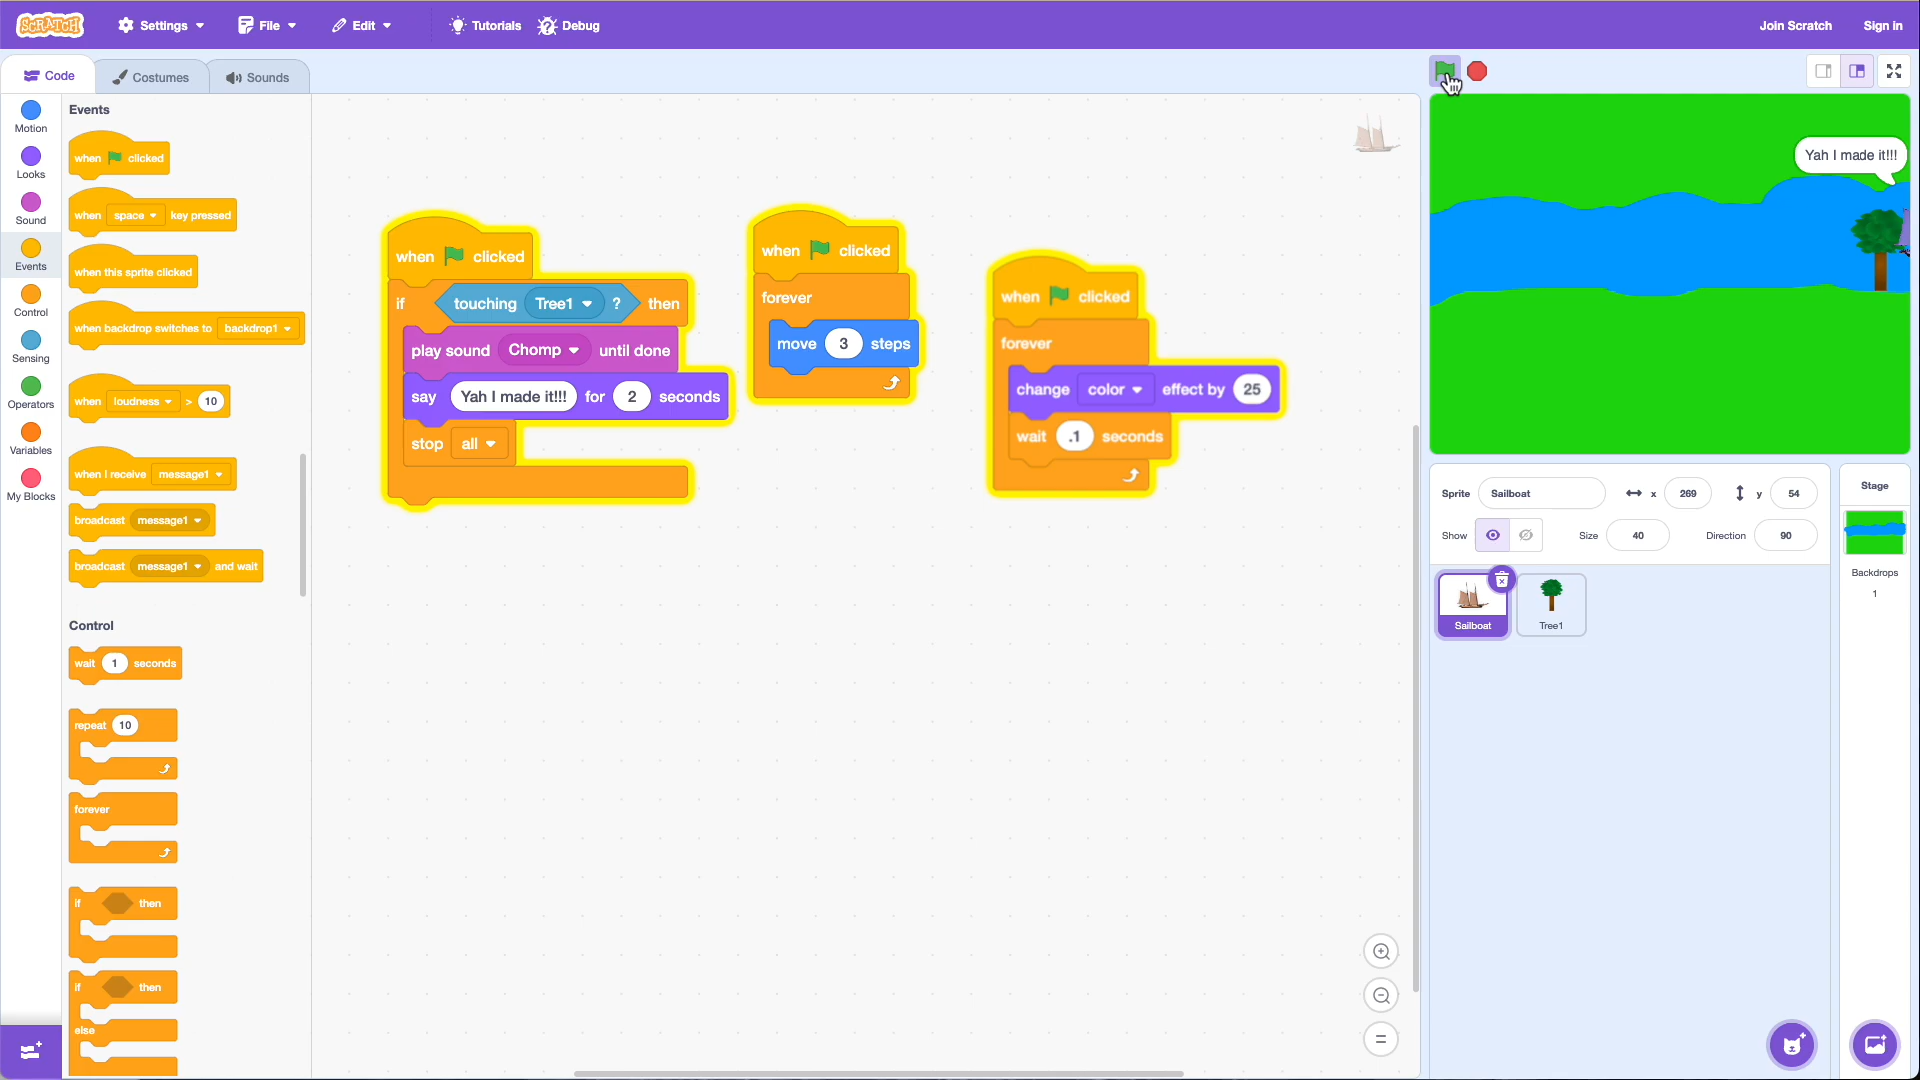 SCRATCH Settings File Edit Tutorials Debug Join Scratch Sign in
Code Costumes Sounds
Motion
Looks
Sound
Events
Control
Sensing
Operators
Variables
My Blocks
Events
when clicked
when space key pressed
when this sprite clicked
when backdrop switches to backdrop1
when loudness > 10
when I receive message1
broadcast message1
broadcast message1 and wait
Control
wait 1 seconds
repeat 10
forever
if then
if then
else
when clicked
if touching Tree1 ? then
play sound Chomp until done
say Yah I made it!!! for 2 seconds
stop all
when clicked
forever
move 3 steps
when clicked
forever
change color effect by 25
wait .1 seconds
Yah I made it!!!
Sprite Sailboat x 269 y 54
Show Size 40 Direction 90
Sailboat
Tree1
Stage
Backdrops
1